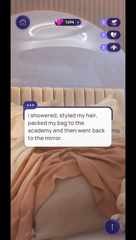 I showered, styled my hair,
packed my bag to the
academy and then went back
to the mirror.